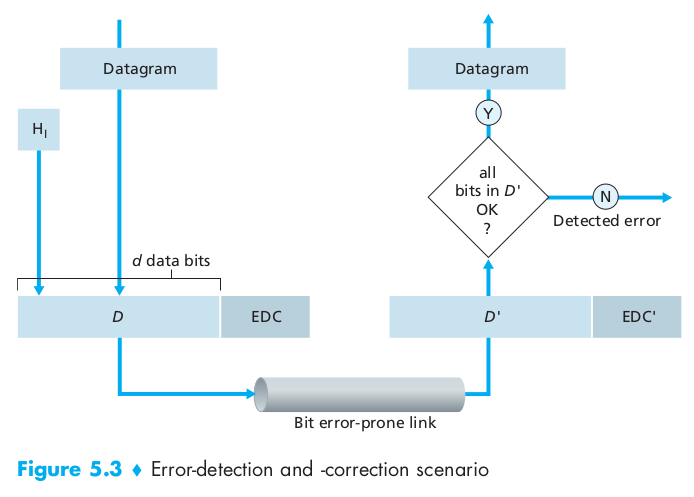 Datagram
Datagram
H_l
Y
all
bits in D'
OK
?
N
Detected error
d data bits
D
EDC
D'
EDC'
Bit error-prone link
Figure 5.3 ♦ Error-detection and -correction scenario